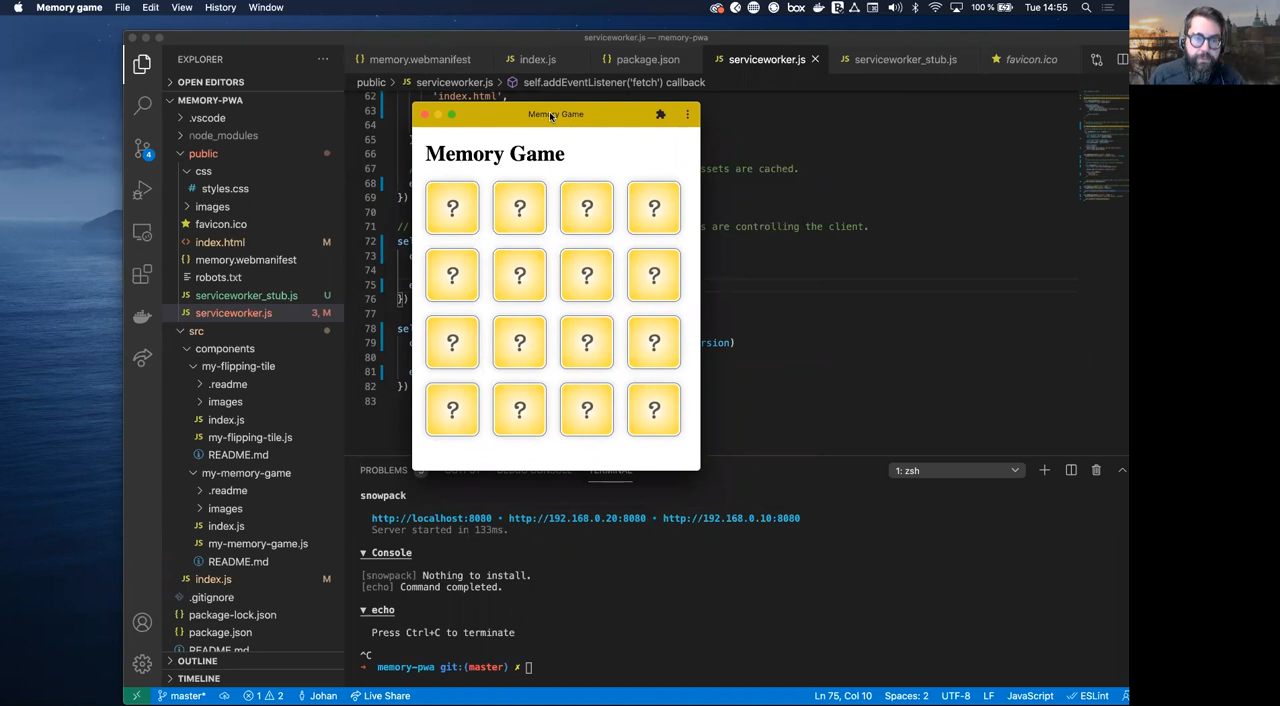 Memory game File Edit View History Window
box 100 % Tue 14:55
serviceworker.js — memory-pwa
EXPLORER
memory.webmanifest index.js package.json serviceworker.js serviceworker_stub.js favicon.ico
OPEN EDITORS
public > serviceworker.js > self.addEventListener('fetch') callback
MEMORY-PWA
.vscode
node_modules
public
css
styles.css
images
favicon.ico
index.html M
memory.webmanifest
robots.txt
serviceworker_stub.js U
serviceworker.js 3, M
src
components
my-flipping-tile
.readme
images
index.js
my-flipping-tile.js
README.md
my-memory-game
.readme
images
index.js
my-memory-game.js
README.md
index.js M
.gitignore
package-lock.json
package.json
README.md
OUTLINE
TIMELINE
4
62 'index.html',
63
64
65
66
67 ssets are cached.
68
69 })
70
71 // s are controlling the client.
72 sel
73
74
75
76 })
77
78 sel
79 rsion)
80
81
82 })
83
Memory Game
Memory Game
? ? ? ?
? ? ? ?
? ? ? ?
? ? ? ?
PROBLEMS TERMINAL 1: zsh
snowpack
http://localhost:8080 • http://192.168.0.20:8080 • http://192.168.0.10:8080
Server started in 133ms.
▼ Console
[snowpack] Nothing to install.
[echo] Command completed.
▼ echo
Press Ctrl+C to terminate
^C
→ memory-pwa git:(master) ✗
master* 1 2 Johan Live Share Ln 75, Col 10 Spaces: 2 UTF-8 LF JavaScript ESLint